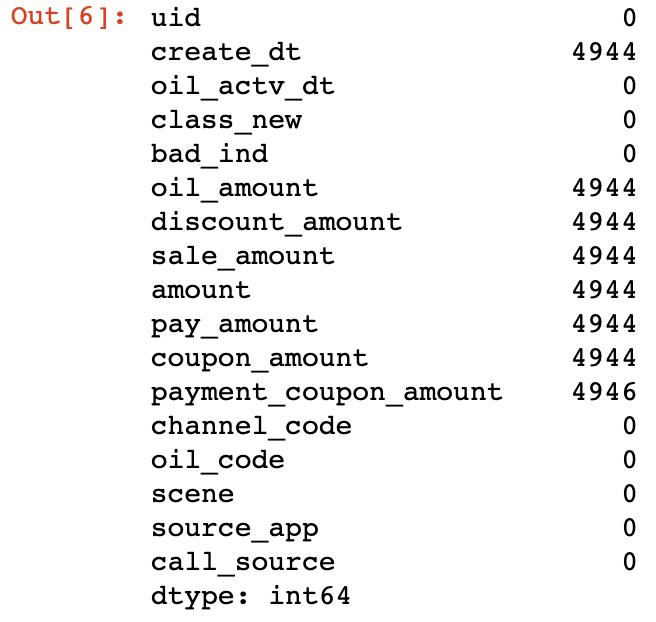 Out[6]: uid 0
create_dt 4944
oil_actv_dt 0
class_new 0
bad_ind 0
oil_amount 4944
discount_amount 4944
sale_amount 4944
amount 4944
pay_amount 4944
coupon_amount 4944
payment_coupon_amount 4946
channel_code 0
oil_code 0
scene 0
source_app 0
call_source 0
dtype: int64